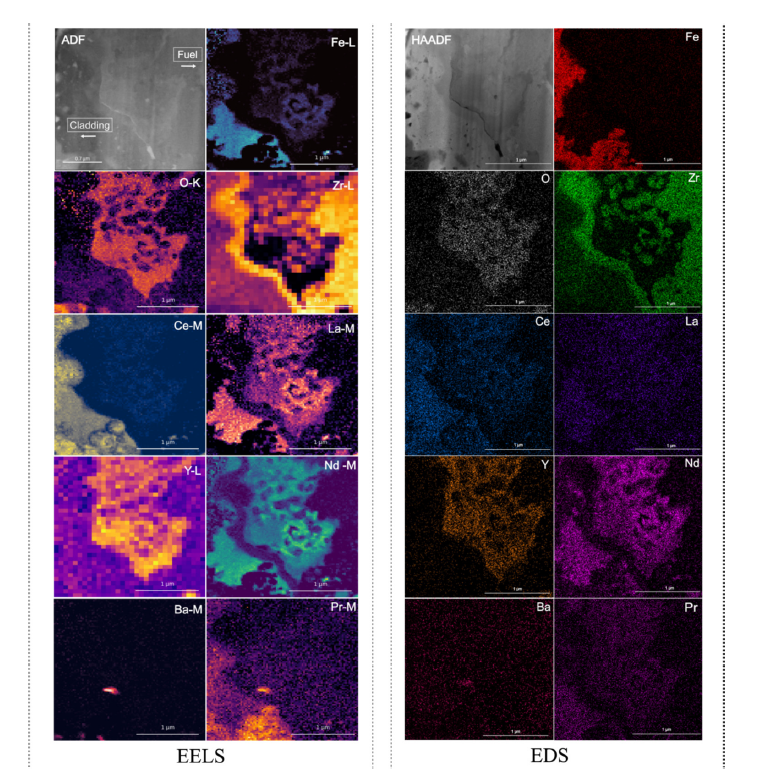 ADF
Fuel
Cladding
Fe-L
1 µm
O-K
1 µm
Zr-L
1 µm
Ce-M
1 µm
La-M
1 µm
Y-L
1 µm
Nd -M
1 µm
Ba-M
1 µm
Pr-M
1 µm
EELS
HAADF
1 µm
Fe
1 µm
O
1 µm
Zr
1 µm
Ce
1 µm
La
1 µm
Y
1 µm
Nd
1 µm
Ba
1 µm
Pr
1 µm
EDS